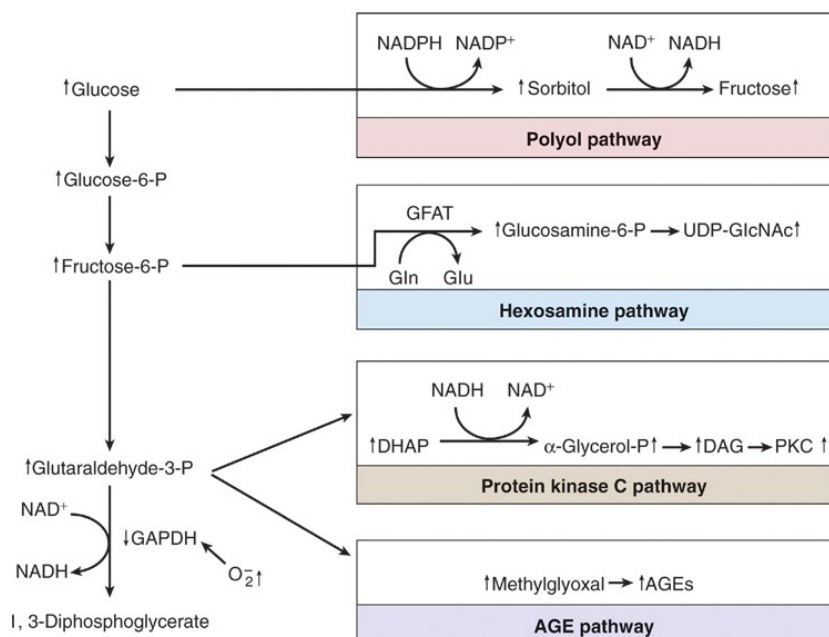 NADPH NADP⁺ NAD⁺ NADH
↑Glucose ↑Sorbitol Fructose↑
Polyol pathway
↑Glucose-6-P
GFAT
↑Glucosamine-6-P UDP-GlcNAc↑
↑Fructose-6-P
Gln Glu
Hexosamine pathway
NADH NAD⁺
↑DHAP α-Glycerol-P↑ ↑DAG PKC ↑
↑Glutaraldehyde-3-P
Protein kinase C pathway
NAD⁺
↓GAPDH
NADH O₂⁻↑
↑Methylglyoxal ↑AGEs
I, 3-Diphosphoglycerate
AGE pathway